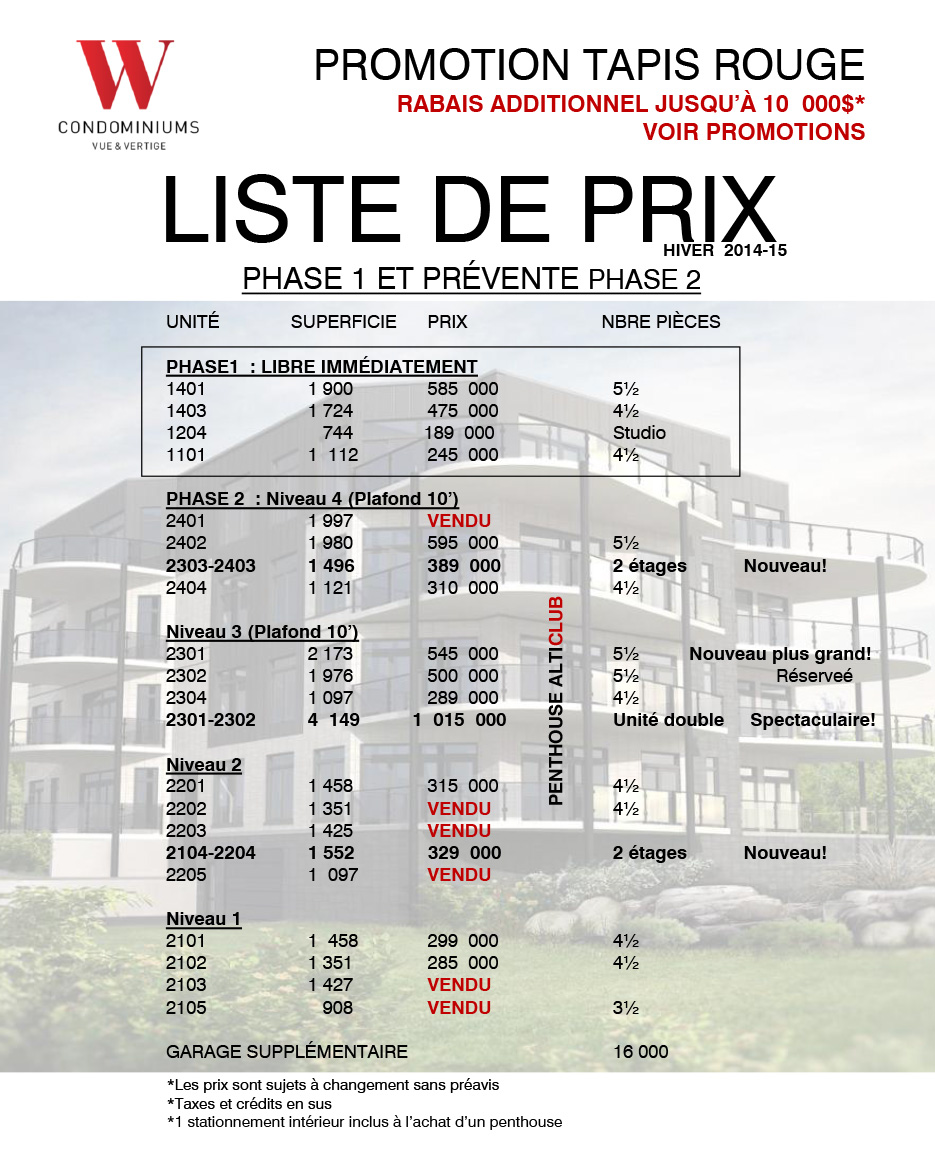 W
CONDOMINIUMS
VUE & VERTIGE
PROMOTION TAPIS ROUGE
RABAIS ADDITIONNEL JUSQU'À 10 000$*
VOIR PROMOTIONS
LISTE DE PRIX
HIVER 2014-15
PHASE 1 ET PRÉVENTE PHASE 2
UNITÉ SUPERFICIE PRIX NBRE PIÈCES
PHASE1 : LIBRE IMMÉDIATEMENT
1401 1 900 585 000 5½
1403 1 724 475 000 4½
1204 744 189 000 Studio
1101 1 112 245 000 4½
PHASE 2 : Niveau 4 (Plafond 10')
2401 1 997 VENDU
2402 1 980 595 000 5½
2303-2403 1 496 389 000 2 étages Nouveau!
2404 1 121 310 000 4½
Niveau 3 (Plafond 10')
2301 2 173 545 000 5½ Nouveau plus grand!
2302 1 976 500 000 5½ Réserveé
2304 1 097 289 000 4½
2301-2302 4 149 1 015 000 Unité double Spectaculaire!
PENTHOUSE ALTICLUB
Niveau 2
2201 1 458 315 000 4½
2202 1 351 VENDU 4½
2203 1 425 VENDU
2104-2204 1 552 329 000 2 étages Nouveau!
2205 1 097 VENDU
Niveau 1
2101 1 458 299 000 4½
2102 1 351 285 000 4½
2103 1 427 VENDU
2105 908 VENDU 3½
GARAGE SUPPLÉMENTAIRE 16 000
*Les prix sont sujets à changement sans préavis
*Taxes et crédits en sus
*1 stationnement intérieur inclus à l'achat d'un penthouse